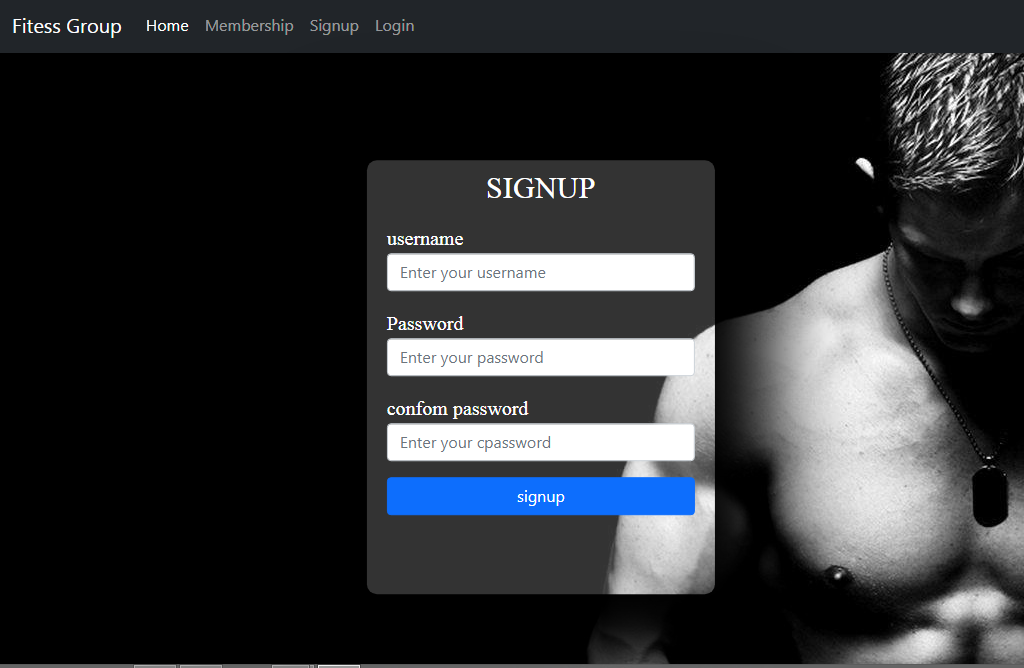 Fitess Group Home Membership Signup Login
SIGNUP
username
Enter your username
Password
Enter your password
confom password
Enter your cpassword
signup